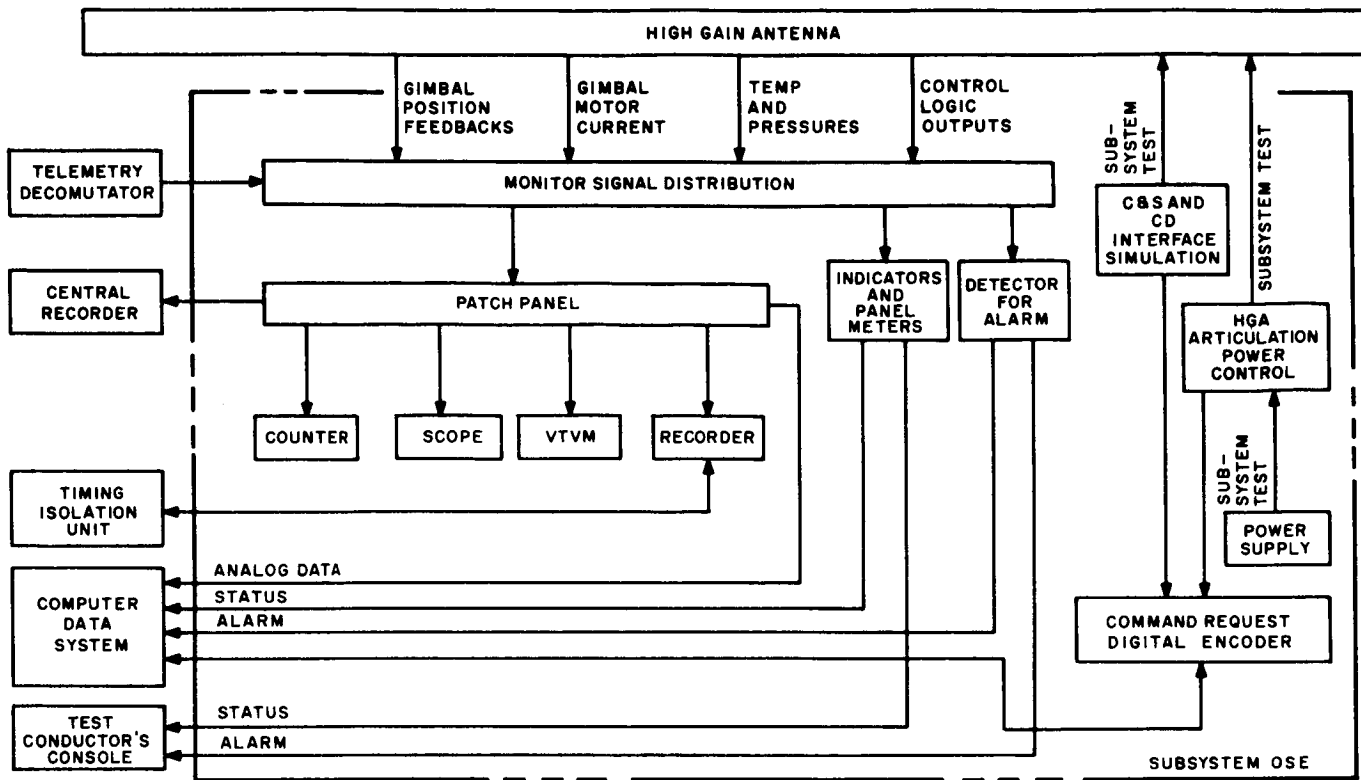 HIGH GAIN ANTENNA
GIMBAL
POSITION
FEEDBACKS
GIMBAL
MOTOR
CURRENT
TEMP
AND
PRESSURES
CONTROL
LOGIC
OUTPUTS
SUB-
SYSTEM
TEST
SUBSYSTEM TEST
TELEMETRY
DECOMUTATOR
MONITOR SIGNAL DISTRIBUTION
C&S AND
CD
INTERFACE
SIMULATION
CENTRAL
RECORDER
PATCH PANEL
INDICATORS
AND
PANEL
METERS
DETECTOR
FOR
ALARM
HGA
ARTICULATION
POWER
CONTROL
COUNTER
SCOPE
VTVM
RECORDER
SUB-
SYSTEM
TEST
TIMING
ISOLATION
UNIT
POWER
SUPPLY
COMPUTER
DATA
SYSTEM
ANALOG DATA
STATUS
ALARM
COMMAND REQUEST
DIGITAL ENCODER
TEST
CONDUCTOR'S
CONSOLE
STATUS
ALARM
SUBSYSTEM OSE